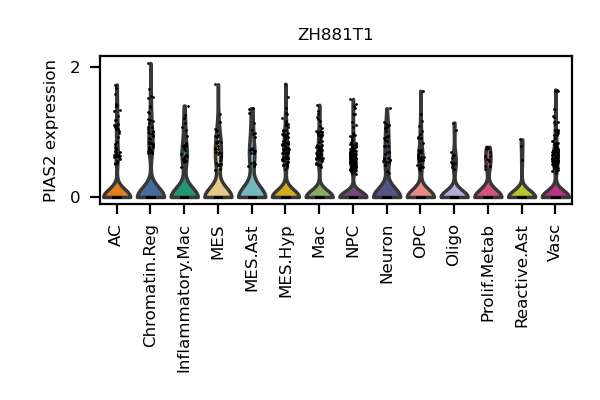 ZH881T1
PIAS2 expression
2
0
AC
Chromatin.Reg
Inflammatory.Mac
MES
MES.Ast
MES.Hyp
Mac
NPC
Neuron
OPC
Oligo
Prolif.Metab
Reactive.Ast
Vasc